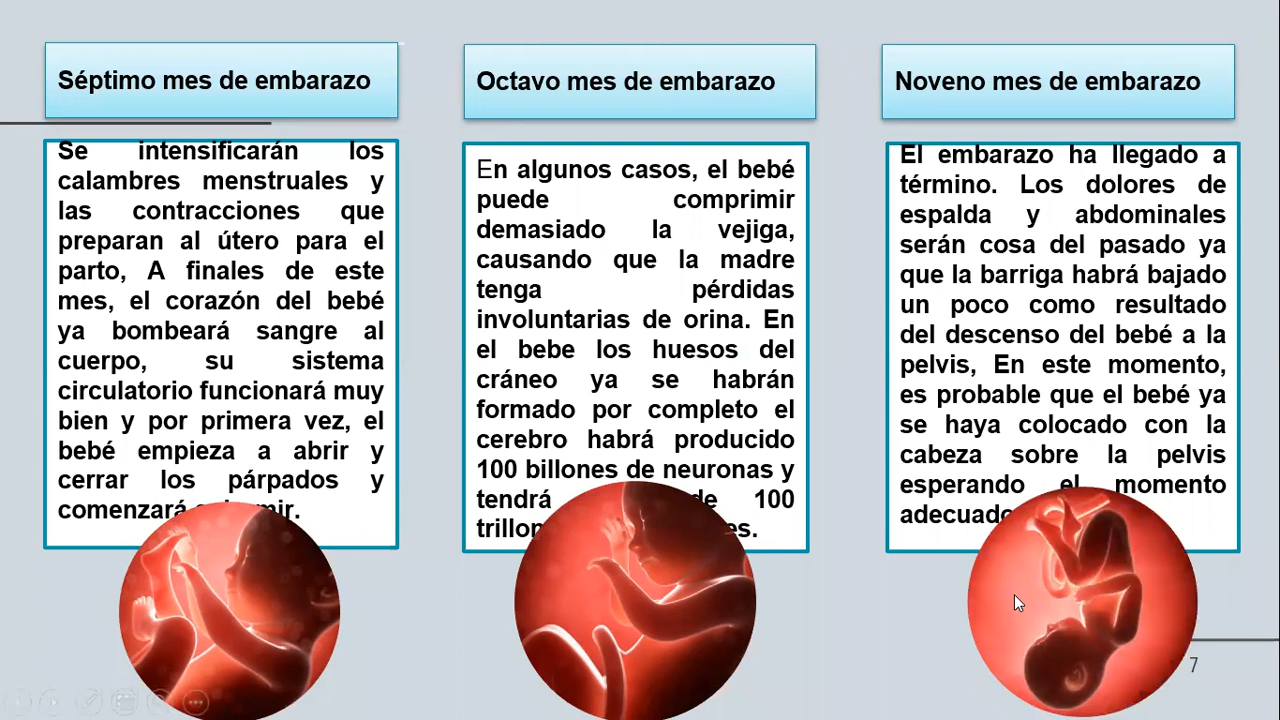 Séptimo mes de embarazo
Se intensificarán los
calambres menstruales y
las contracciones que
preparan al útero para el
parto, A finales de este
mes, el corazón del bebé
ya bombeará sangre al
cuerpo, su sistema
circulatorio funcionará muy
bien y por primera vez, el
bebé empieza a abrir y
cerrar los párpados y
comenzará
Octavo mes de embarazo
En algunos casos, el bebé
puede comprimir
demasiado la vejiga,
causando que la madre
tenga pérdidas
involuntarias de orina. En
el bebe los huesos del
cráneo ya se habrán
formado por completo el
cerebro habrá producido
100 billones de neuronas y
tendrá de 100
Noveno mes de embarazo
El embarazo ha llegado a
término. Los dolores de
espalda y abdominales
serán cosa del pasado ya
que la barriga habrá bajado
un poco como resultado
del descenso del bebé a la
pelvis, En este momento,
es probable que el bebé ya
se haya colocado con la
cabeza sobre la pelvis
esperando el momento
adecuado
7